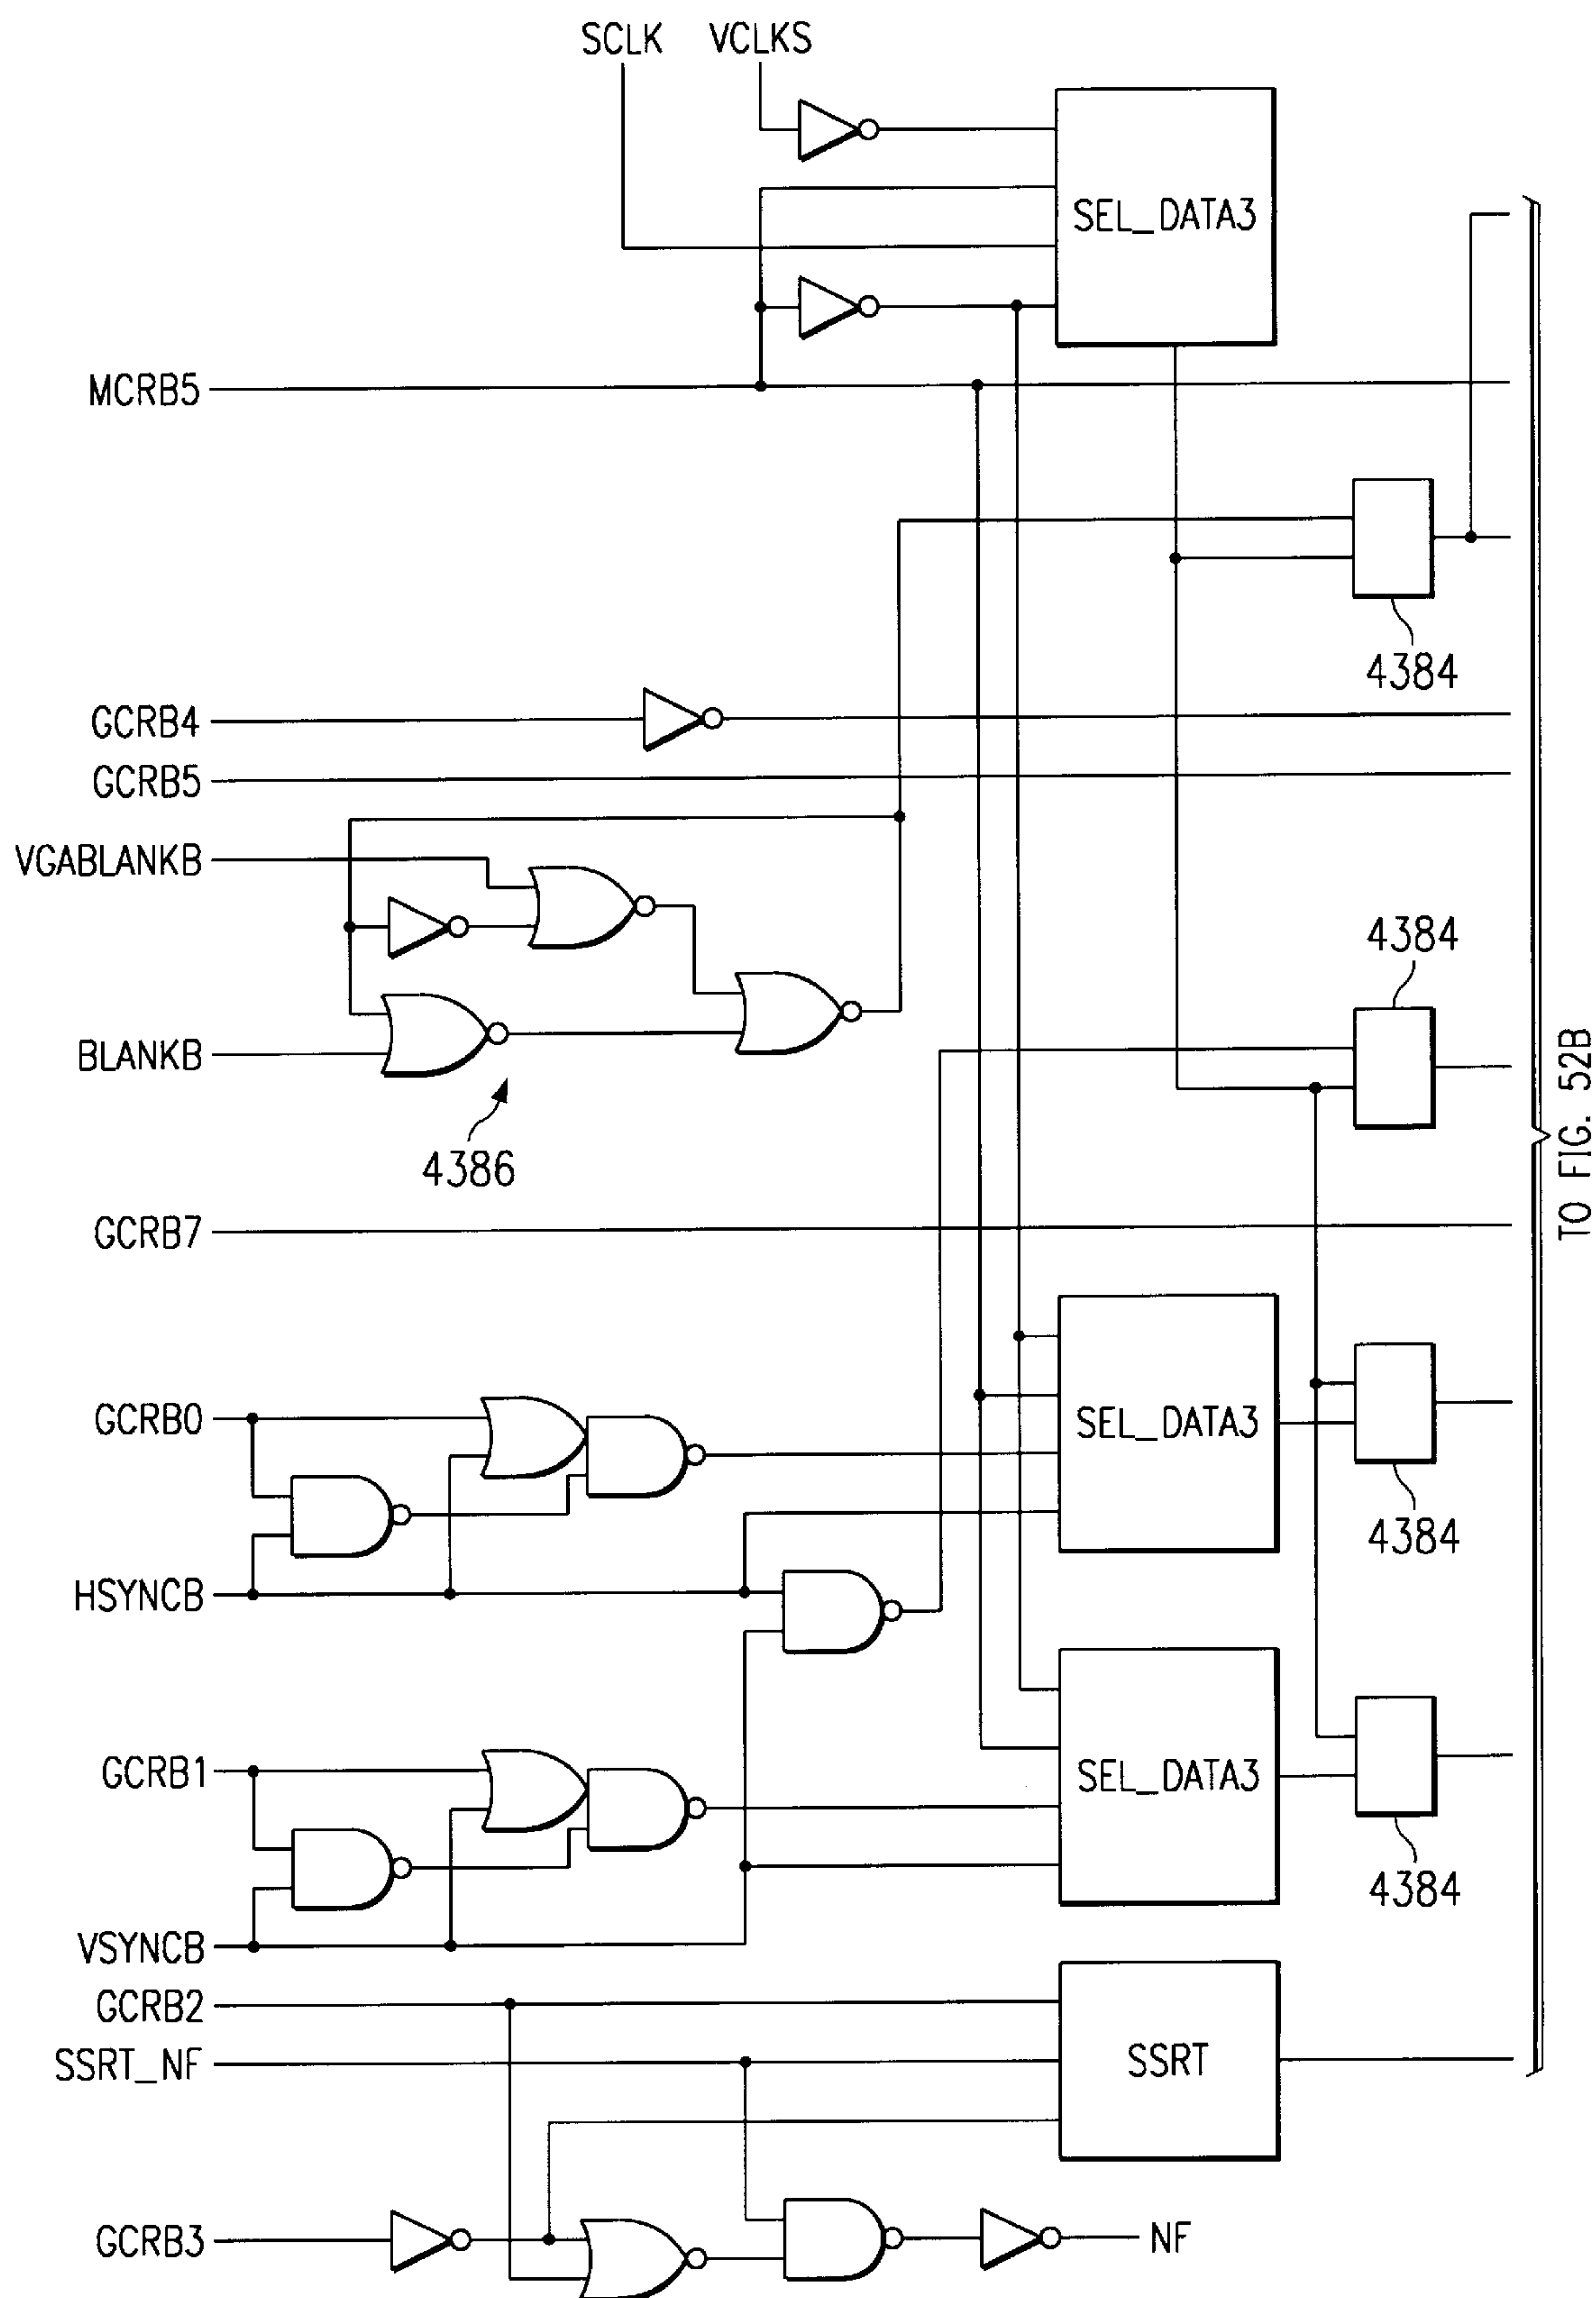 SCLK VCLKS
SEL_DATA3
MCRB5
4384
GCRB4
GCRB5
VGABLANKB
4384
BLANKB
4386
TO FIG. 52B
GCRB7
GCRB0
SEL_DATA3
4384
HSYNCB
GCRB1
SEL_DATA3
4384
VSYNCB
GCRB2
SSRT_NF
SSRT
GCRB3
NF